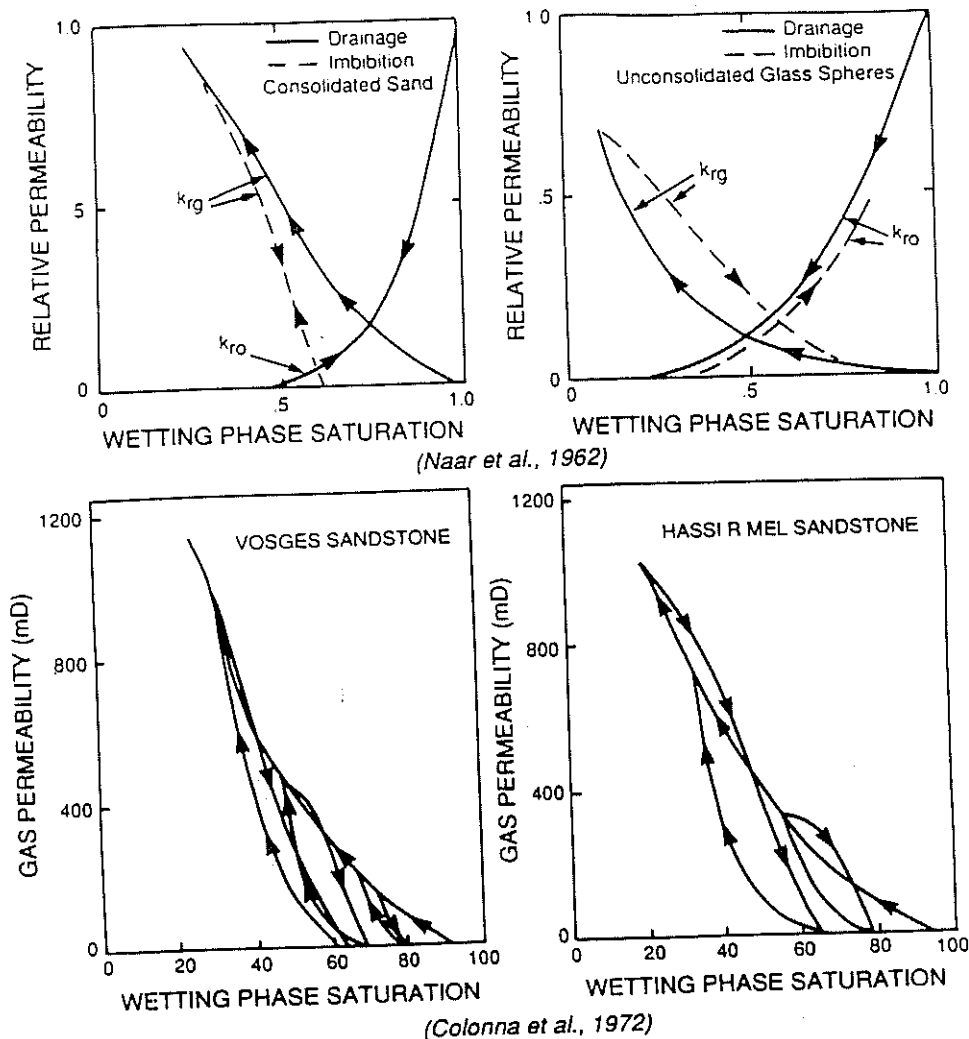 1.0
Drainage
Imbibition
Consolidated Sand
RELATIVE PERMEABILITY
.5
0
krg
kro
0
.5
1.0
WETTING PHASE SATURATION
1.0
Drainage
Imbibition
Unconsolidated Glass Spheres
RELATIVE PERMEABILITY
.5
0
krg
kro
0
.5
1.0
WETTING PHASE SATURATION
(Naar et al., 1962)
1200
VOSGES SANDSTONE
GAS PERMEABILITY (mD)
800
400
0
0 20 40 60 80 100
WETTING PHASE SATURATION
1200
HASSI R MEL SANDSTONE
GAS PERMEABILITY (mD)
800
400
0
0 20 40 60 80 100
WETTING PHASE SATURATION
(Colonna et al., 1972)